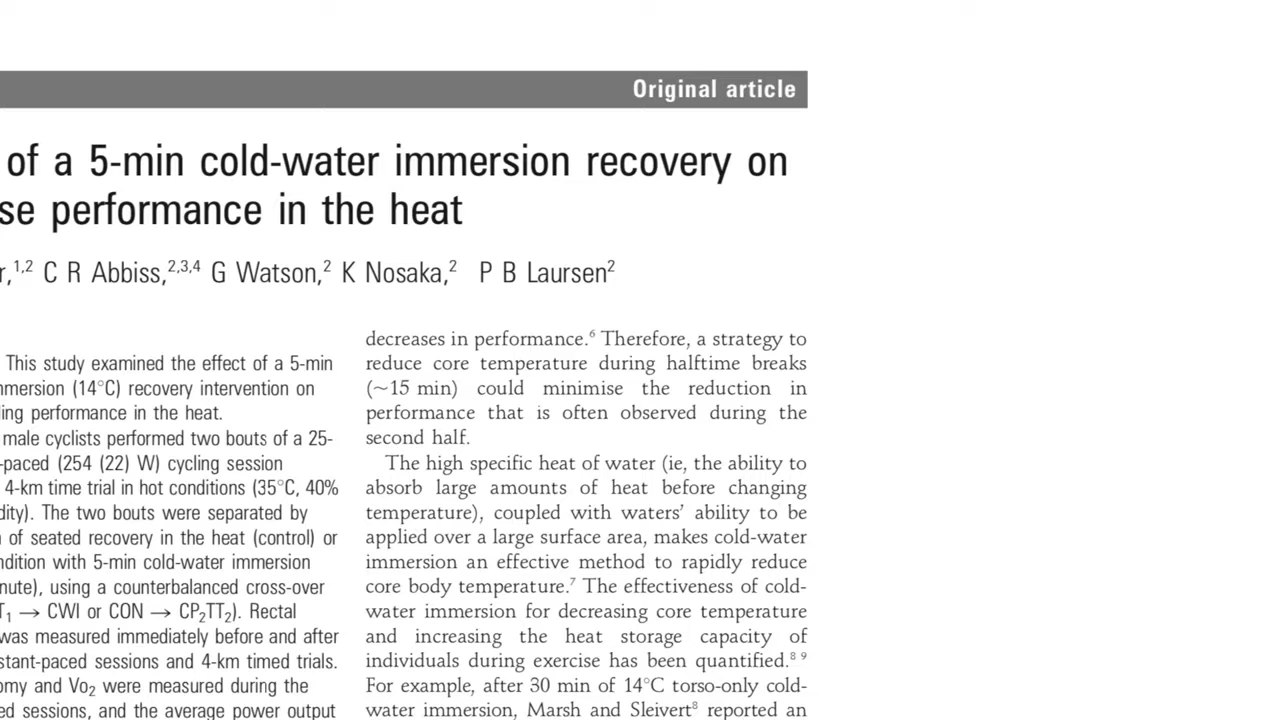 Original article
of a 5-min cold-water immersion recovery on
se performance in the heat
r,1,2 C R Abbiss,2,3,4 G Watson,2 K Nosaka,2 P B Laursen2
This study examined the effect of a 5-min
mmersion (14°C) recovery intervention on
ling performance in the heat.
male cyclists performed two bouts of a 25-
-paced (254 (22) W) cycling session
4-km time trial in hot conditions (35°C, 40%
dity). The two bouts were separated by
n of seated recovery in the heat (control) or
ndition with 5-min cold-water immersion
nute), using a counterbalanced cross-over
T1 → CWI or CON → CP2TT2). Rectal
was measured immediately before and after
stant-paced sessions and 4-km timed trials.
omy and Vo2 were measured during the
ed sessions, and the average power output
decreases in performance.6 Therefore, a strategy to
reduce core temperature during halftime breaks
(~15 min) could minimise the reduction in
performance that is often observed during the
second half.
The high specific heat of water (ie, the ability to
absorb large amounts of heat before changing
temperature), coupled with waters' ability to be
applied over a large surface area, makes cold-water
immersion an effective method to rapidly reduce
core body temperature.7 The effectiveness of cold-
water immersion for decreasing core temperature
and increasing the heat storage capacity of
individuals during exercise has been quantified.8 9
For example, after 30 min of 14°C torso-only cold-
water immersion, Marsh and Sleivert8 reported an